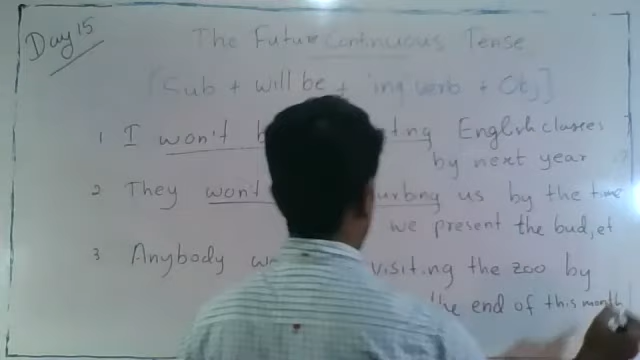 Day 15
The Future Continuous Tense
[Sub + will be + ing verb + Obj]
1 I won't English classes
by next year
2 They wont us by the time
we present the
3 Anybody visiting the zoo by
the end of this month